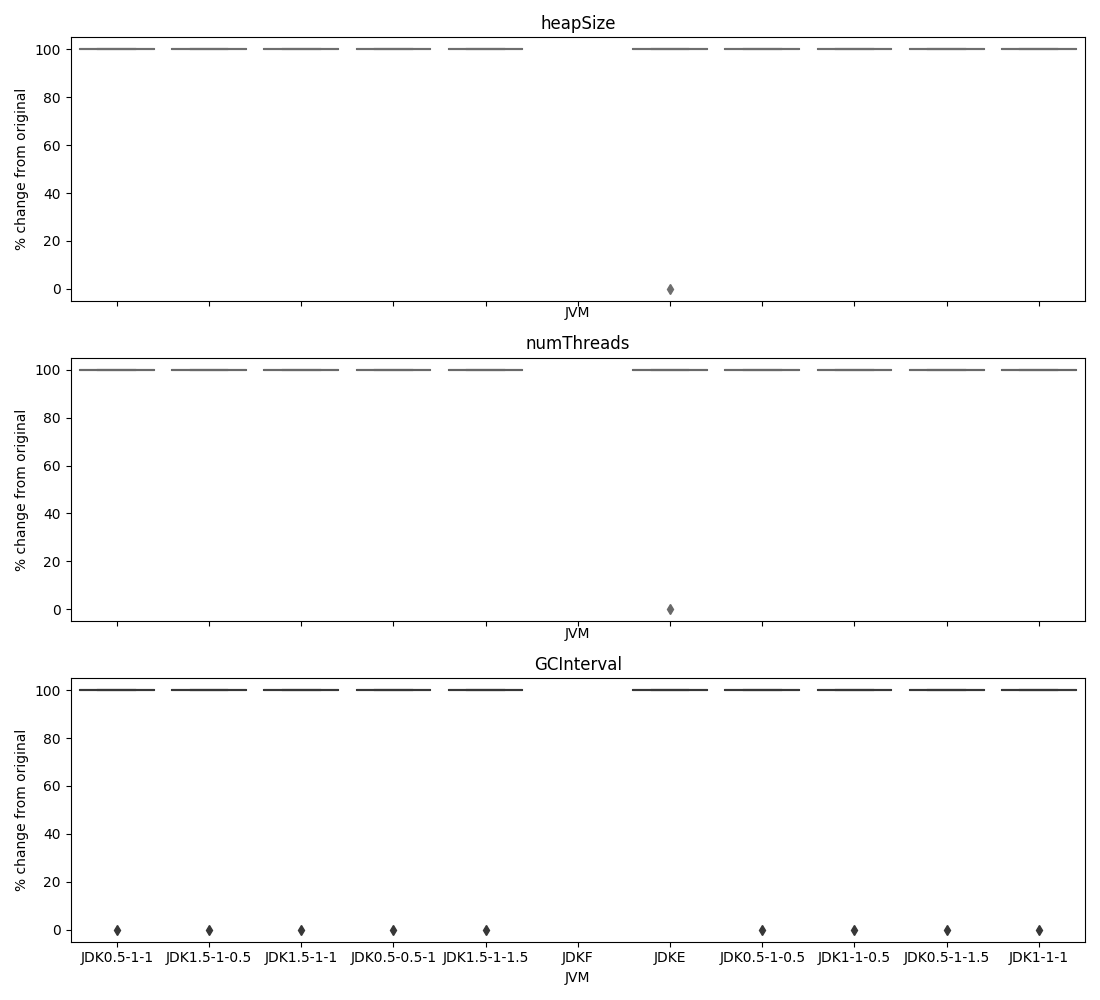 heapSize
100
80
60
40
20
0
% change from original
JVM
numThreads
100
80
60
40
20
0
% change from original
JVM
GCInterval
100
80
60
40
20
0
% change from original
JDK0.5-1-1 JDK1.5-1-0.5 JDK1.5-1-1 JDK0.5-0.5-1 JDK1.5-1-1.5 JDKF JDKE JDK0.5-1-0.5 JDK1-1-0.5 JDK0.5-1-1.5 JDK1-1-1
JVM